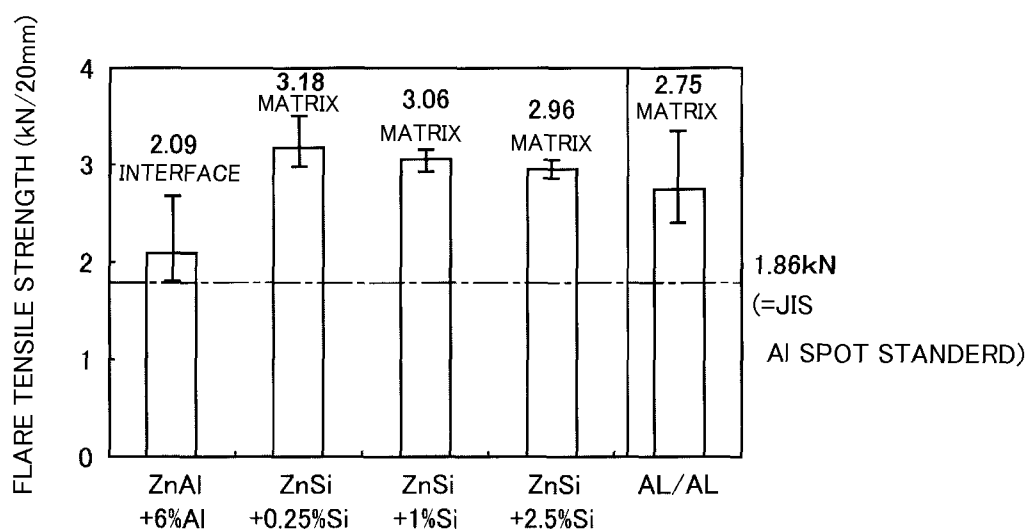 FLARE TENSILE STRENGTH (kN/20mm)
4
3
2
1
0
2.09
INTERFACE
3.18
MATRIX
3.06
MATRIX
2.96
MATRIX
2.75
MATRIX
1.86kN
(=JIS
Al SPOT STANDERD)
ZnAl
+6%Al
ZnSi
+0.25%Si
ZnSi
+1%Si
ZnSi
+2.5%Si
AL/AL